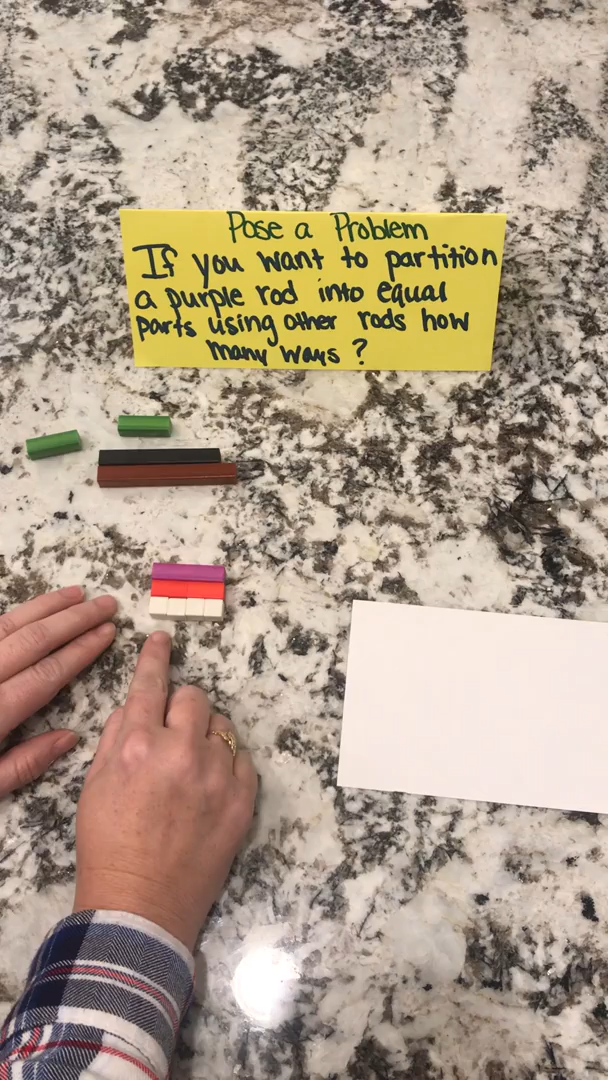 Pose a Problem
If you want to partition
a purple rod into equal
parts using other rods how
many ways ?